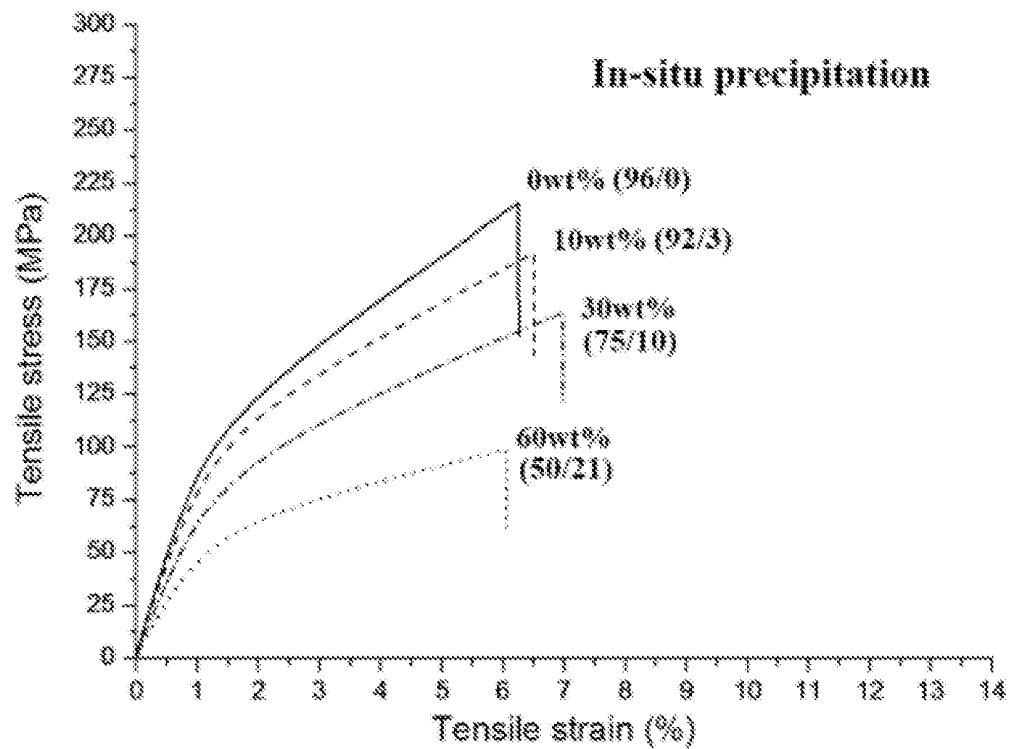 In-situ precipitation
Tensile stress (MPa)
300
275
250
225
200
175
150
125
100
75
50
25
0
0wt% (96/0)
10wt% (92/3)
30wt%
(75/10)
60wt%
(50/21)
0 1 2 3 4 5 6 7 8 9 10 11 12 13 14
Tensile strain (%)